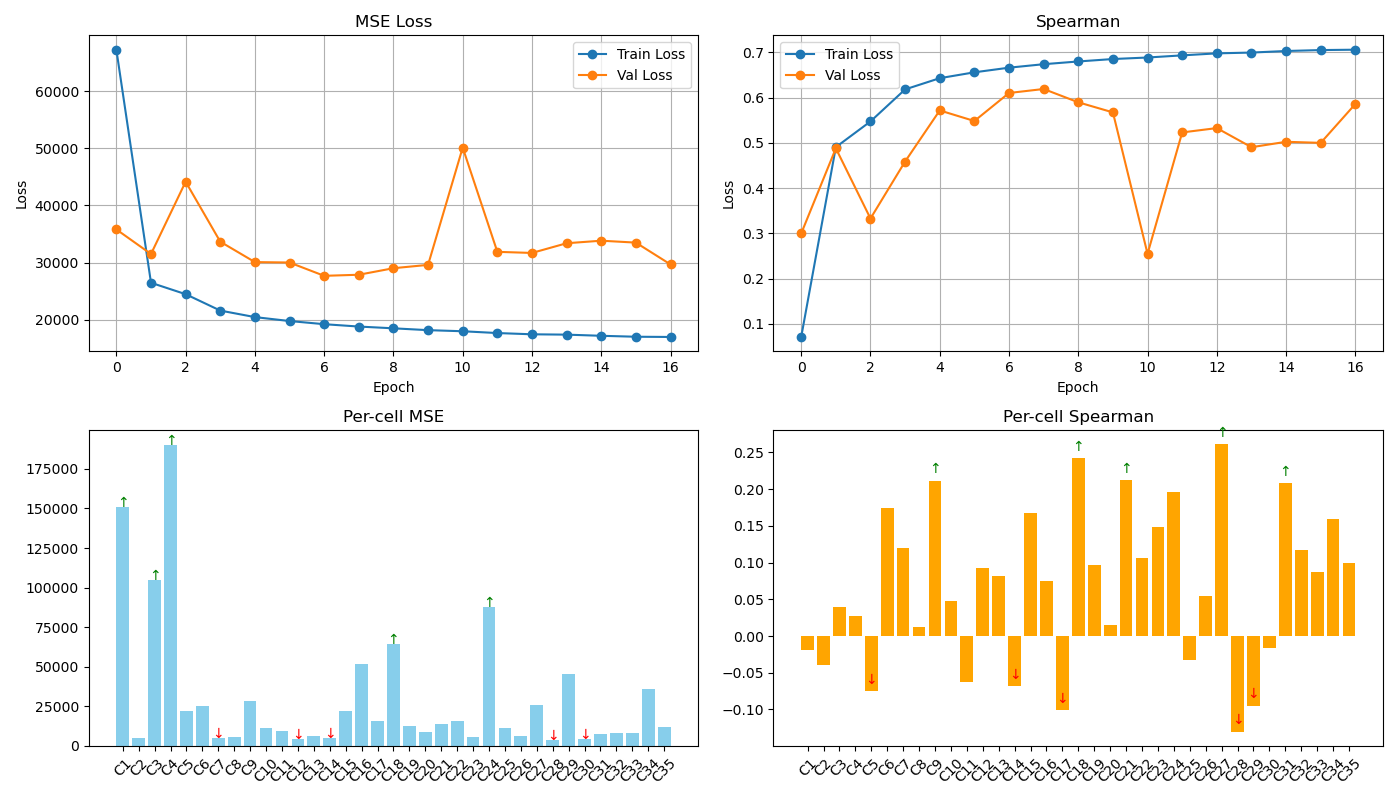 MSE Loss
Loss
60000
50000
40000
30000
20000
Train Loss
Val Loss
0 2 4 6 8 10 12 14 16
Epoch
Spearman
Loss
0.7
0.6
0.5
0.4
0.3
0.2
0.1
Train Loss
Val Loss
0 2 4 6 8 10 12 14 16
Epoch
Per-cell MSE
175000
150000
125000
100000
75000
50000
25000
0
↑ ↑ ↑ ↓ ↓ ↓ ↑ ↑ ↓ ↓
C1 C2 C3 C4 C5 C6 C7 C8 C9 C10 C11 C12 C13 C14 C15 C16 C17 C18 C19 C20 C21 C22 C23 C24 C25 C26 C27 C28 C29 C30 C31 C32 C33 C34 C35
Per-cell Spearman
0.25
0.20
0.15
0.10
0.05
0.00
−0.05
−0.10
↓ ↑ ↓ ↓ ↑ ↑ ↑ ↓ ↓ ↑
C1 C2 C3 C4 C5 C6 C7 C8 C9 C10 C11 C12 C13 C14 C15 C16 C17 C18 C19 C20 C21 C22 C23 C24 C25 C26 C27 C28 C29 C30 C31 C32 C33 C34 C35